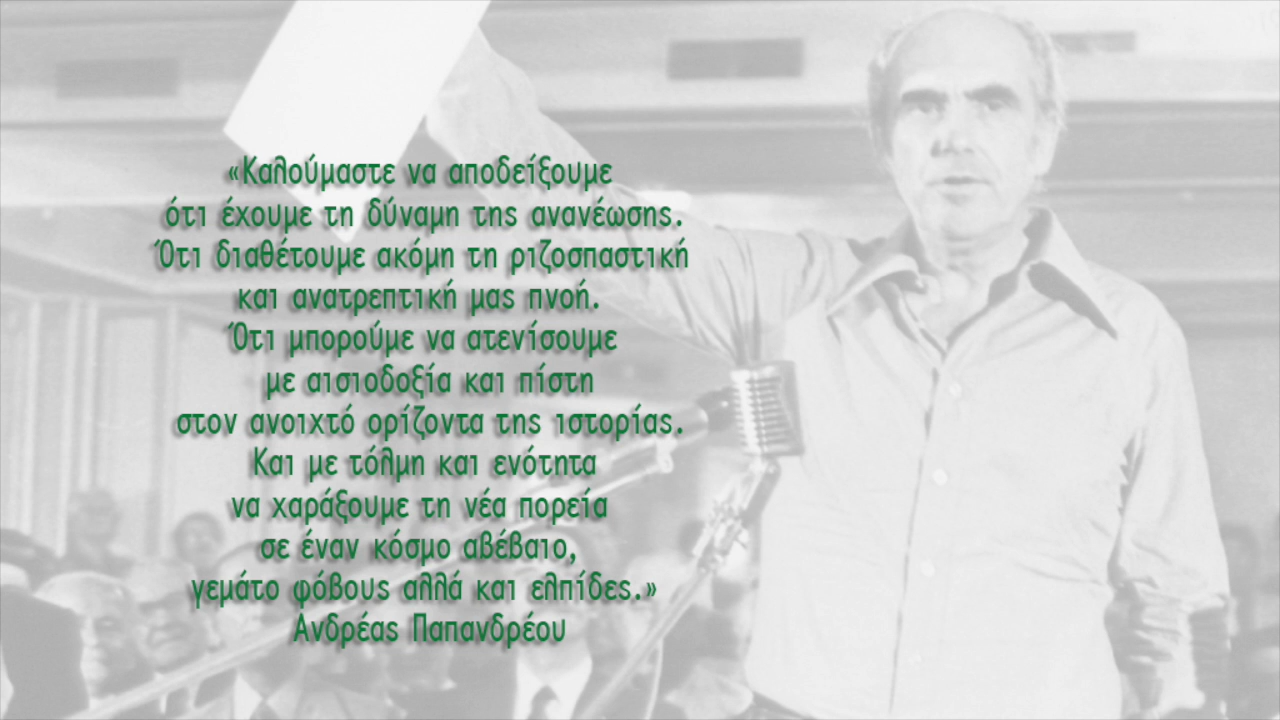 «Καλούμαστε να αποδείξουμε
ότι έχουμε τη δύναμη της ανανέωσης.
Ότι διαθέτουμε ακόμη τη ριζοσπαστική
και ανατρεπτική μας πνοή.
Ότι μπορούμε να ατενίσουμε
με αισιοδοξία και πίστη
στον ανοιχτό ορίζοντα της ιστορίας.
Και με τόλμη και ενότητα
να χαράξουμε τη νέα πορεία
σε έναν κόσμο αβέβαιο,
γεμάτο φόβους αλλά και ελπίδες.»
Ανδρέας Παπανδρέου